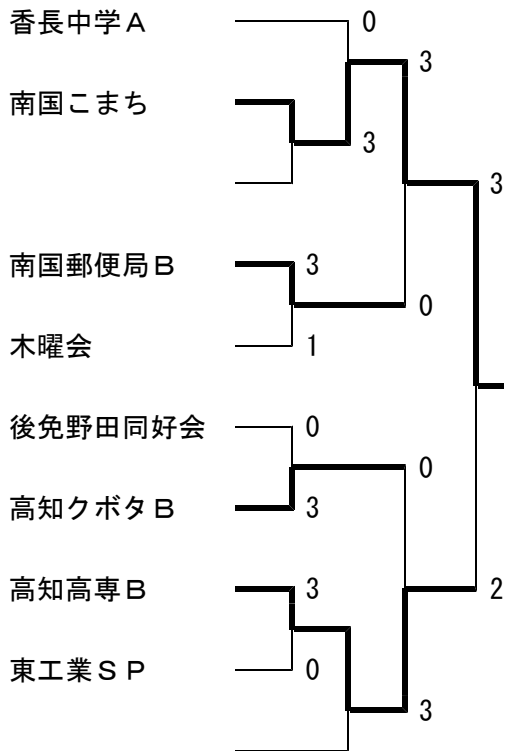 香長中学Ａ 0
3
南国こまち
3
3
南国郵便局Ｂ 3
0
木曜会 1
後免野田同好会 0
0
高知クボタＢ 3
高知高専Ｂ 3
2
東工業ＳＰ 0
3